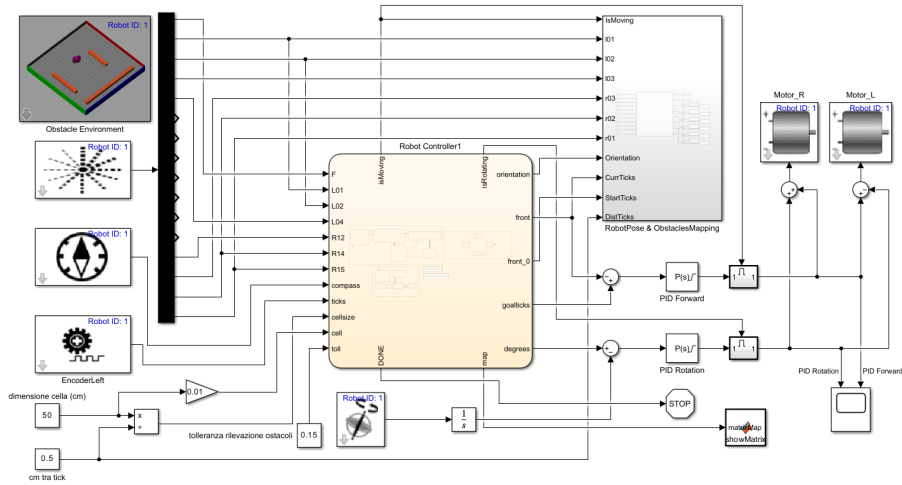 Robot ID: 1
Obstacle Environment
Robot ID: 1
Robot ID: 1
Robot ID: 1
EncoderLeft
dimensione cella (cm)
50
x
÷
0.5
cm tra tick
0.01
tolleranza rilevazione ostacoli
0.15
Robot Controller1
isMoving
isRotating
F
L01
L02
L04
R12
R14
R15
compass
ticks
cellsize
cell
toll
orientation
front
front_0
goalticks
degrees
DONE
map
Robot ID: 1
1
s
STOP
matrixMap
showMatrix
IsMoving
l01
l02
l03
r03
r02
r01
Orientation
CurrTicks
StartTicks
DistTicks
RobotPose & ObstaclesMapping
P(s)
PID Forward
1 1
P(s)
PID Rotation
1 1
Motor_R
Robot ID: 1
Motor_L
Robot ID: 1
PID Rotation
PID Forward